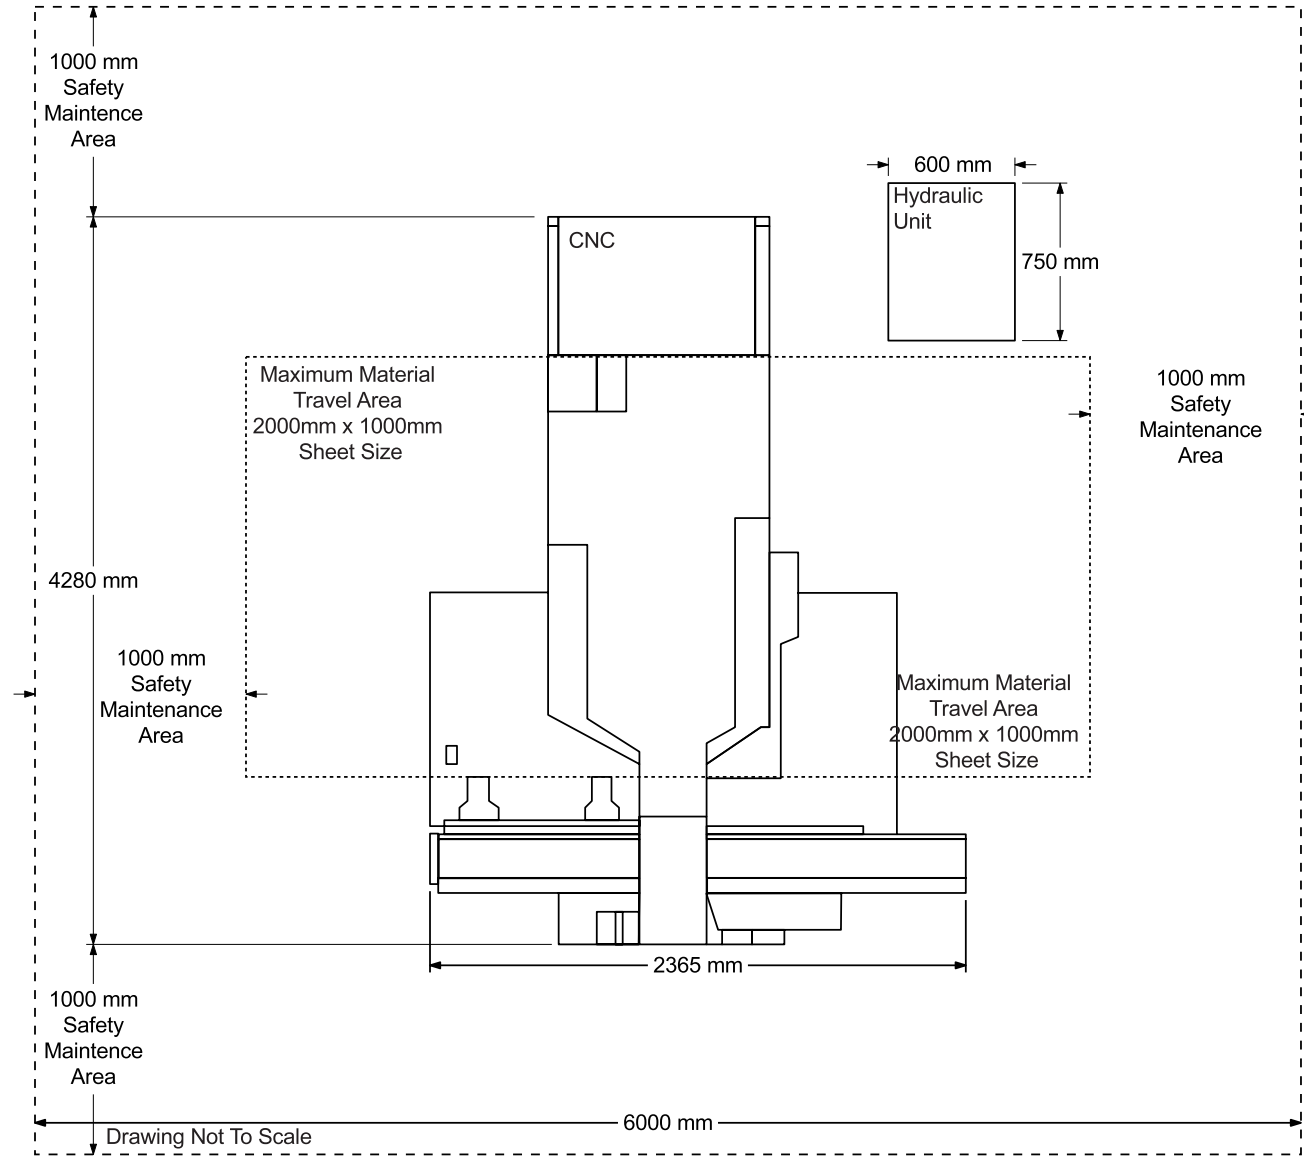 1000 mm
Safety
Maintence
Area
600 mm
Hydraulic
Unit
750 mm
CNC
Maximum Material
Travel Area
2000mm x 1000mm
Sheet Size
1000 mm
Safety
Maintenance
Area
4280 mm
1000 mm
Safety
Maintenance
Area
Maximum Material
Travel Area
2000mm x 1000mm
Sheet Size
2365 mm
1000 mm
Safety
Maintence
Area
6000 mm
Drawing Not To Scale